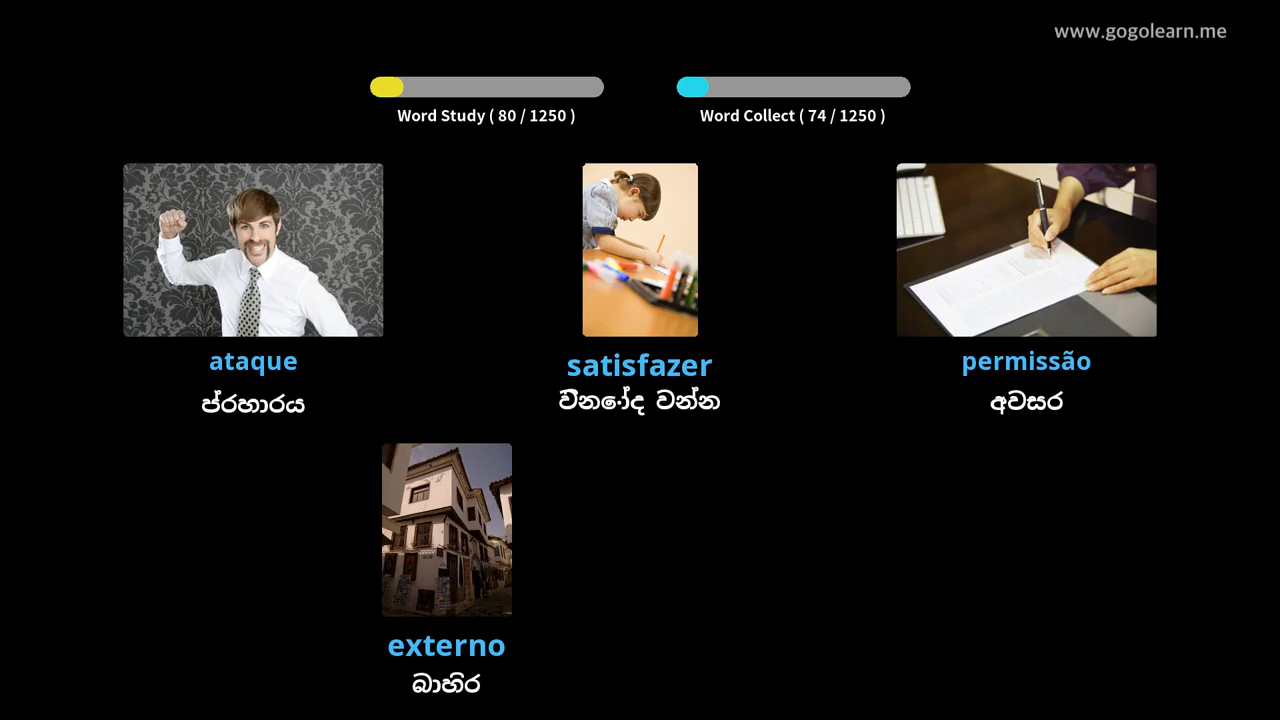 www.gogolearn.me
Word Study ( 80 / 1250 )
Word Collect ( 74 / 1250 )
ataque
ප්රහාරය
satisfazer
විනෝද වන්න
permissão
අවසර
externo
බාහිර